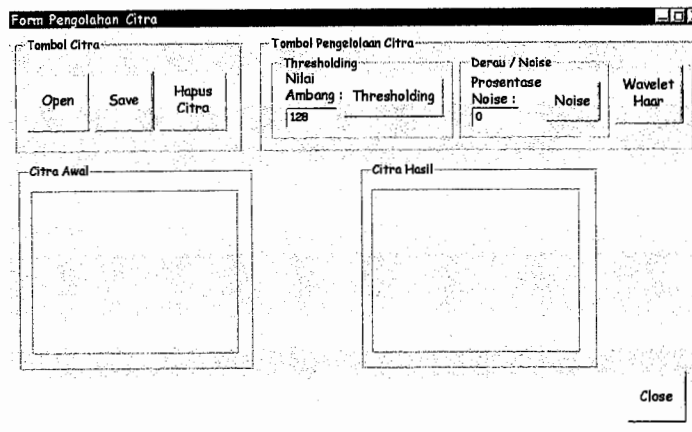 Form Pengolahan Citra
Tombol Citra
Open
Save
Hapus
Citra
Tombol Pengelolaan Citra
Thresholding
Nilai
Ambang :
128
Thresholding
Derau / Noise
Prosentase
Noise :
0
Noise
Wavelet
Haar
Citra Awal
Citra Hasil
Close